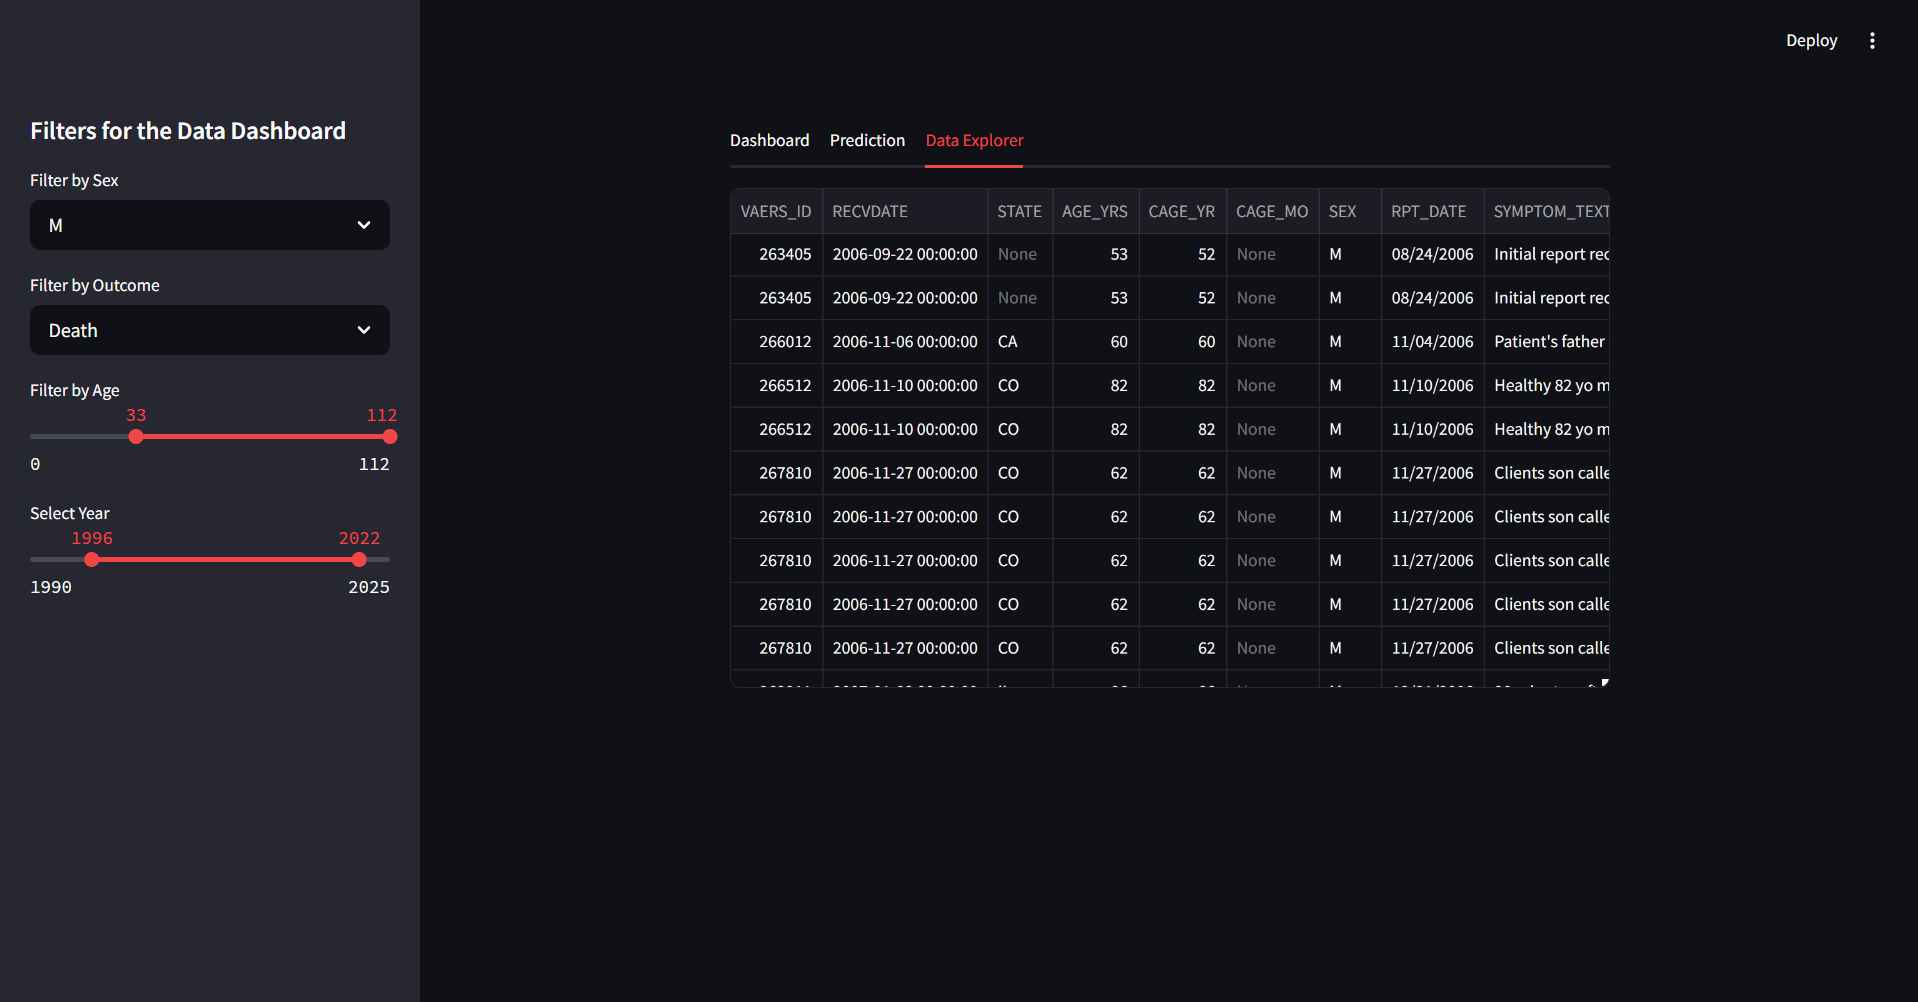 Deploy
Filters for the Data Dashboard
Filter by Sex
M
Filter by Outcome
Death
Filter by Age
33 112
0 112
Select Year
1996 2022
1990 2025
Dashboard Prediction Data Explorer
VAERS_ID RECVDATE STATE AGE_YRS CAGE_YR CAGE_MO SEX RPT_DATE SYMPTOM_TEXT
263405 2006-09-22 00:00:00 None 53 52 None M 08/24/2006 Initial report rec
263405 2006-09-22 00:00:00 None 53 52 None M 08/24/2006 Initial report rec
266012 2006-11-06 00:00:00 CA 60 60 None M 11/04/2006 Patient's father
266512 2006-11-10 00:00:00 CO 82 82 None M 11/10/2006 Healthy 82 yo m
266512 2006-11-10 00:00:00 CO 82 82 None M 11/10/2006 Healthy 82 yo m
267810 2006-11-27 00:00:00 CO 62 62 None M 11/27/2006 Clients son calle
267810 2006-11-27 00:00:00 CO 62 62 None M 11/27/2006 Clients son calle
267810 2006-11-27 00:00:00 CO 62 62 None M 11/27/2006 Clients son calle
267810 2006-11-27 00:00:00 CO 62 62 None M 11/27/2006 Clients son calle
267810 2006-11-27 00:00:00 CO 62 62 None M 11/27/2006 Clients son calle